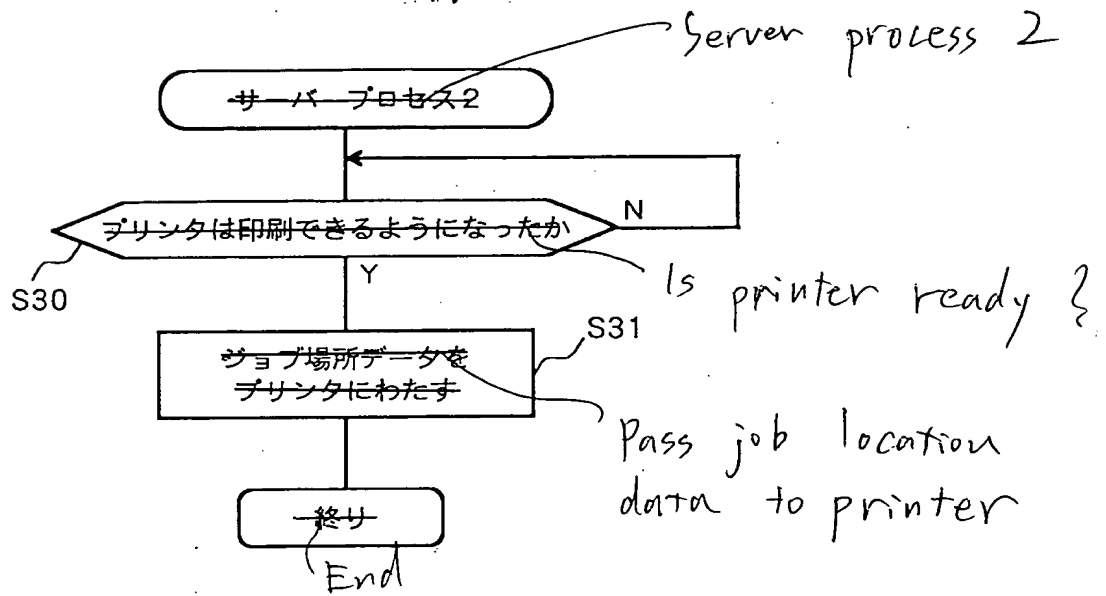 Server process 2
サーバープロセス2
プリンタは印刷できるようになったか
N
S30
Y
Is printer ready ?
ジョブ場所データを
プリンタにわたす
S31
Pass job location
data to printer
終り
End